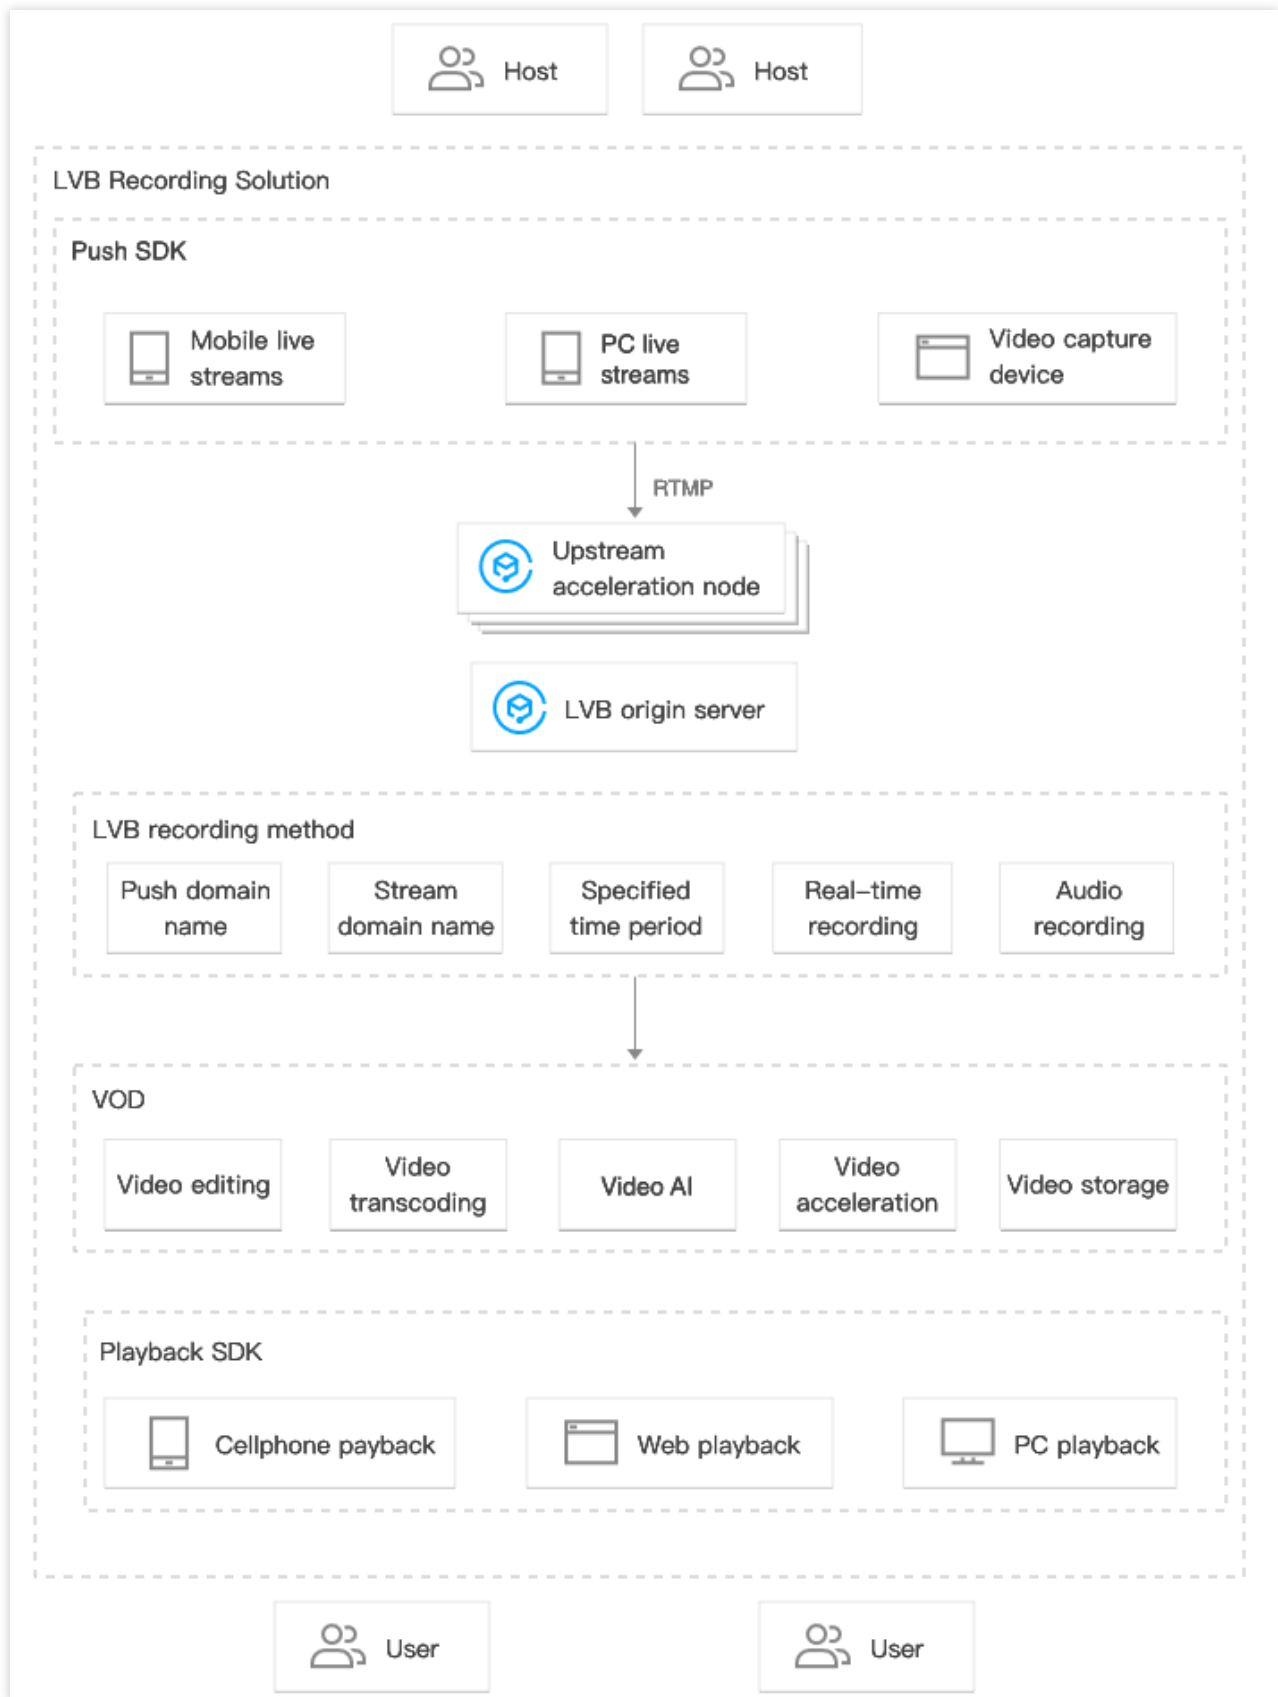 Host
Host
LVB Recording Solution
Push SDK
Mobile live
streams
PC live
streams
Video capture
device
RTMP
Upstream
acceleration node
LVB origin server
LVB recording method
Push domain
name
Stream
domain name
Specified
time period
Real-time
recording
Audio
recording
VOD
Video editing
Video
transcoding
Video AI
Video
acceleration
Video storage
Playback SDK
Cellphone payback
Web playback
PC playback
User
User